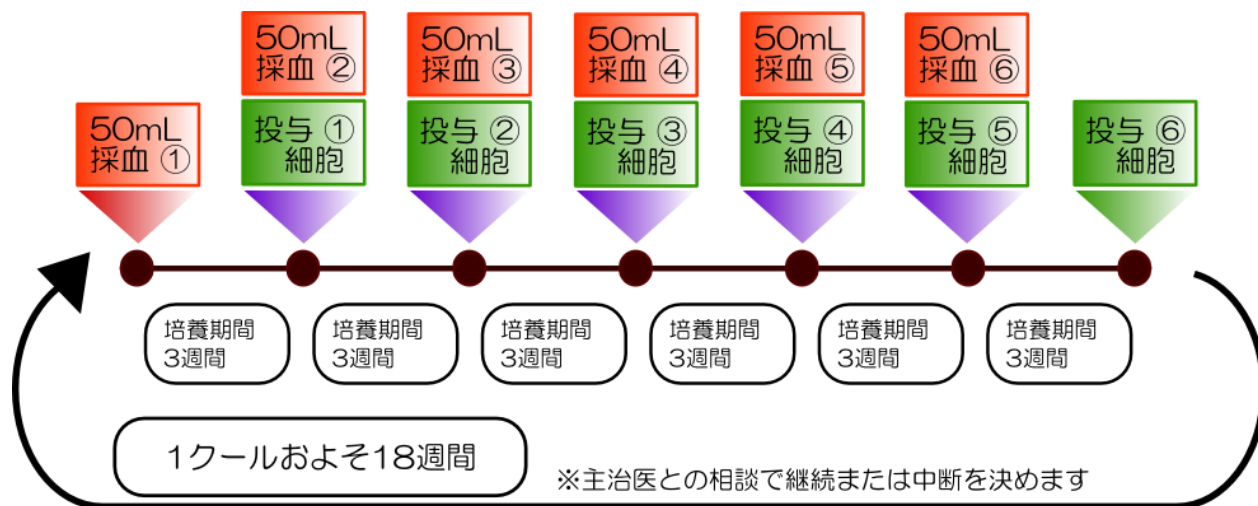 50mL
採血 ①
50mL
採血 ②
投与 ①
細胞
50mL
採血 ③
投与 ②
細胞
50mL
採血 ④
投与 ③
細胞
50mL
採血 ⑤
投与 ④
細胞
50mL
採血 ⑥
投与 ⑤
細胞
投与 ⑥
細胞
培養期間
3週間
培養期間
3週間
培養期間
3週間
培養期間
3週間
培養期間
3週間
培養期間
3週間
1クールおよそ18週間
※主治医との相談で継続または中断を決めます